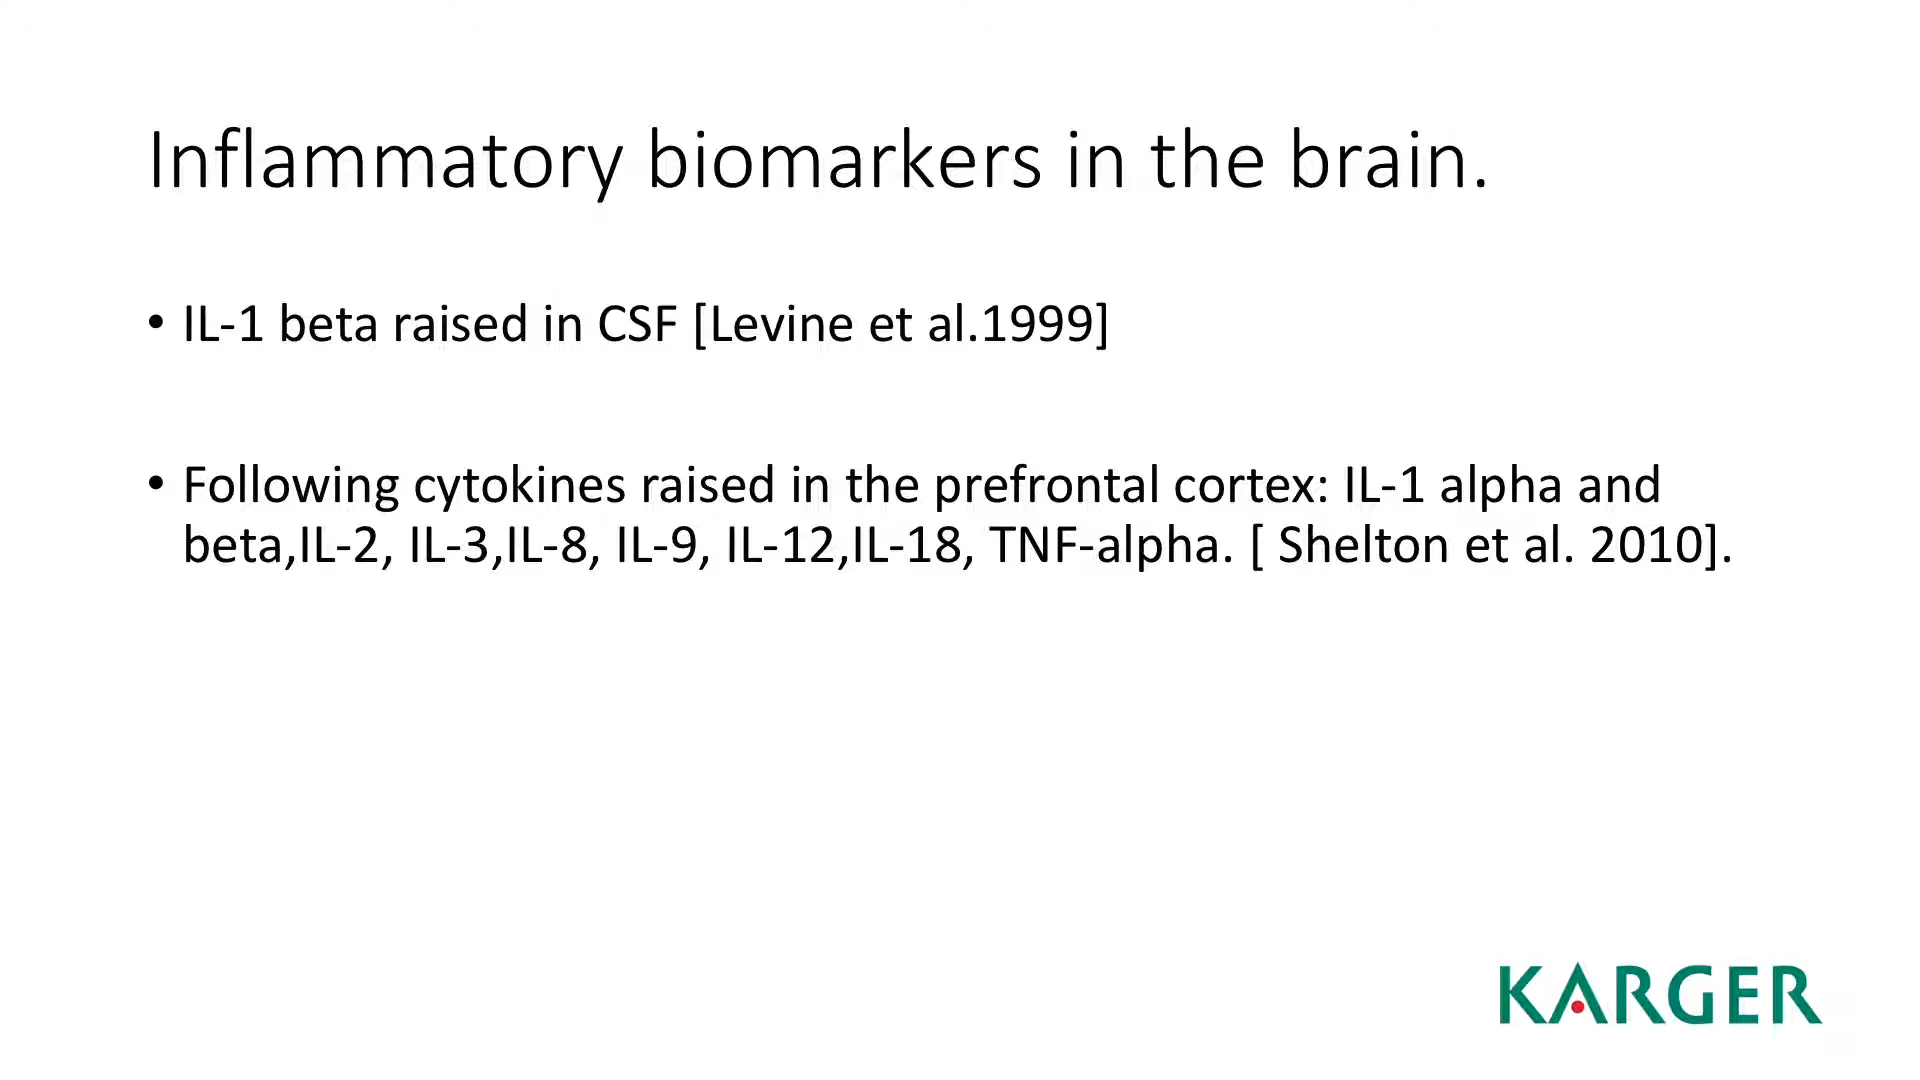 Inflammatory biomarkers in the brain.
• IL-1 beta raised in CSF [Levine et al.1999]
• Following cytokines raised in the prefrontal cortex: IL-1 alpha and
beta,IL-2, IL-3,IL-8, IL-9, IL-12,IL-18, TNF-alpha. [ Shelton et al. 2010].
KARGER